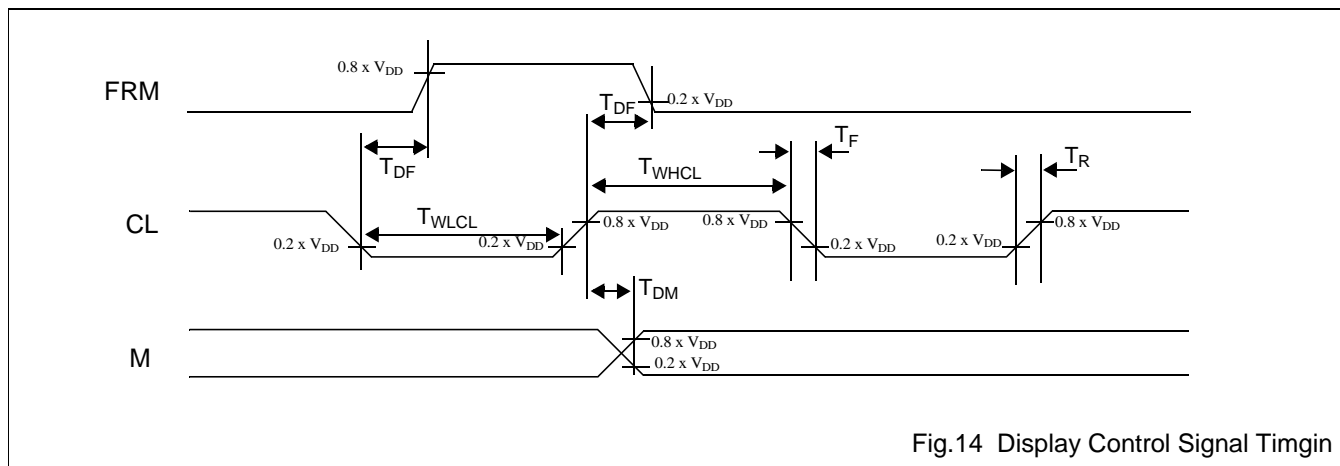 FRM
0.8 x VDD
0.2 x VDD
TDF
TDF
TF
TR
TWHCL
CL
TWLCL
0.2 x VDD
0.2 x VDD
0.8 x VDD
0.8 x VDD
0.2 x VDD
0.2 x VDD
0.8 x VDD
TDM
M
0.8 x VDD
0.2 x VDD
Fig.14 Display Control Signal Timgin